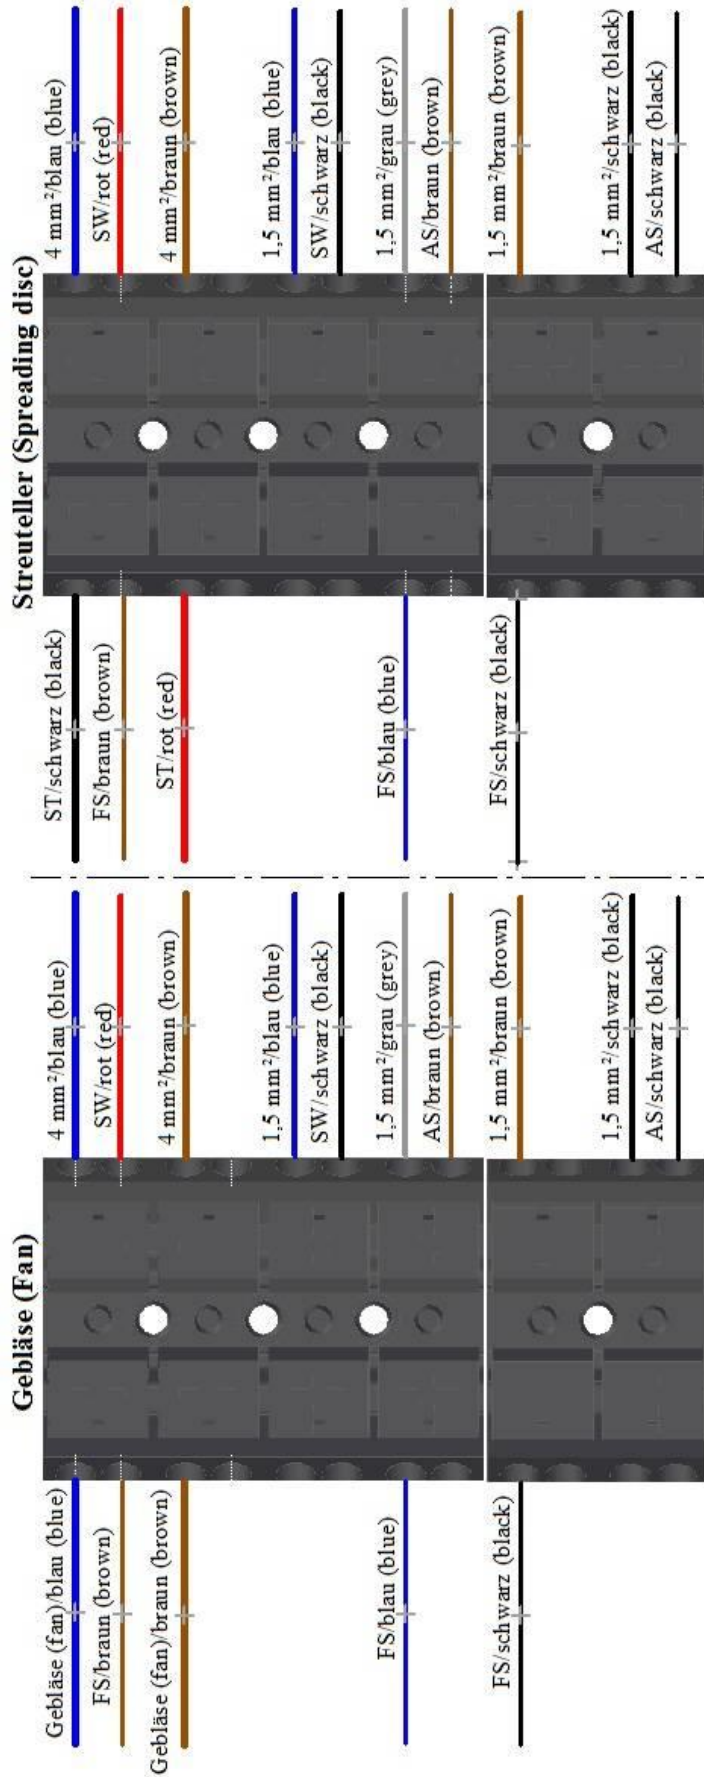 Gebläse (Fan)
Gebläse (fan)/blau (blue)
4 mm²/blau (blue)
FS/braun (brown)
SW/rot (red)
Gebläse (fan)/braun (brown)
4 mm²/braun (brown)
1,5 mm²/blau (blue)
SW/schwarz (black)
FS/blau (blue)
1,5 mm²/grau (grey)
AS/braun (brown)
FS/schwarz (black)
1,5 mm²/braun (brown)
1,5 mm²/schwarz (black)
AS/schwarz (black)
Streuteller (Spreading disc)
ST/schwarz (black)
4 mm²/blau (blue)
FS/braun (brown)
SW/rot (red)
ST/rot (red)
4 mm²/braun (brown)
1,5 mm²/blau (blue)
SW/schwarz (black)
FS/blau (blue)
1,5 mm²/grau (grey)
AS/braun (brown)
FS/schwarz (black)
1,5 mm²/braun (brown)
1,5 mm²/schwarz (black)
AS/schwarz (black)